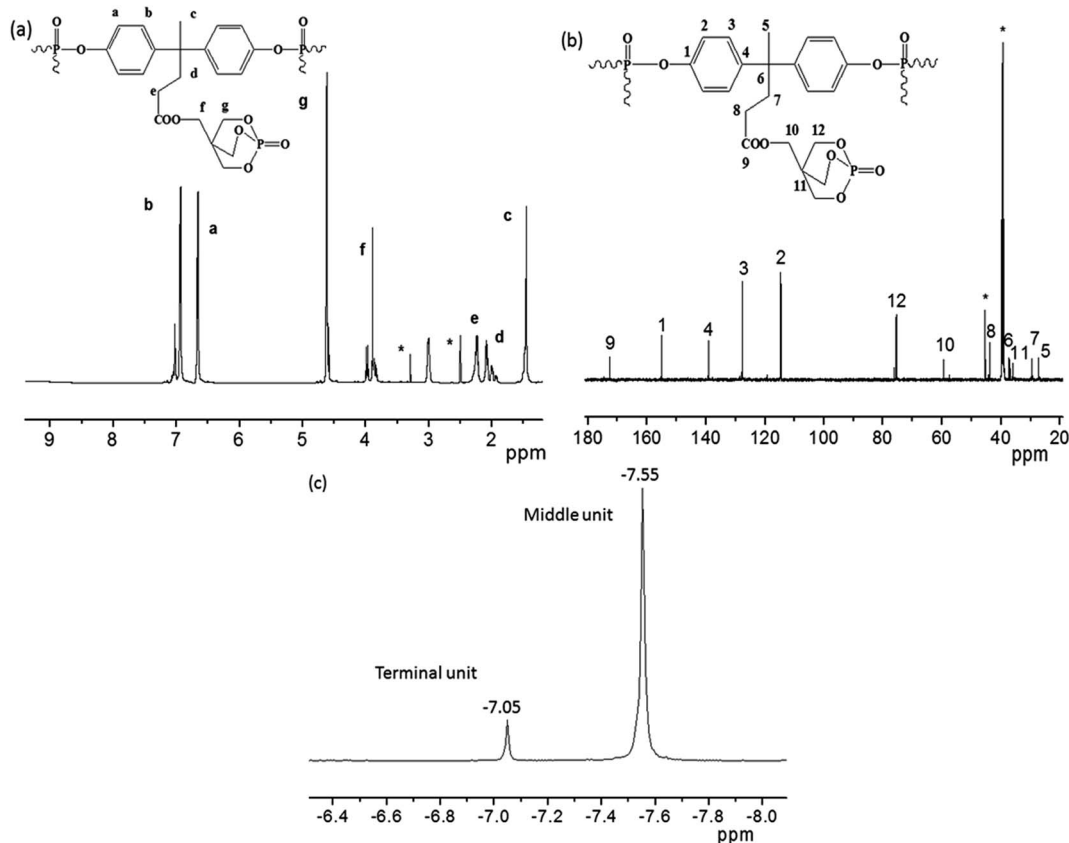 (a)
O
P
O
a
b
c
O
O
P
d
e
f
g
COO
O
O
P=O
O
g
b
a
f
*
e
*
d
c
9 8 7 6 5 4 3 2
ppm
(b)
O
P
O
1
2
3
4
5
6
7
O
O
P
8
10
12
COO
9
11
O
O
P=O
O
*
9
1
4
3
2
12
10
*
8
6
11
7
5
180 160 140 120 100 80 60 40 20
ppm
(c)
-7.55
Middle unit
Terminal unit
-7.05
-6.4 -6.6 -6.8 -7.0 -7.2 -7.4 -7.6 -7.8 -8.0
ppm